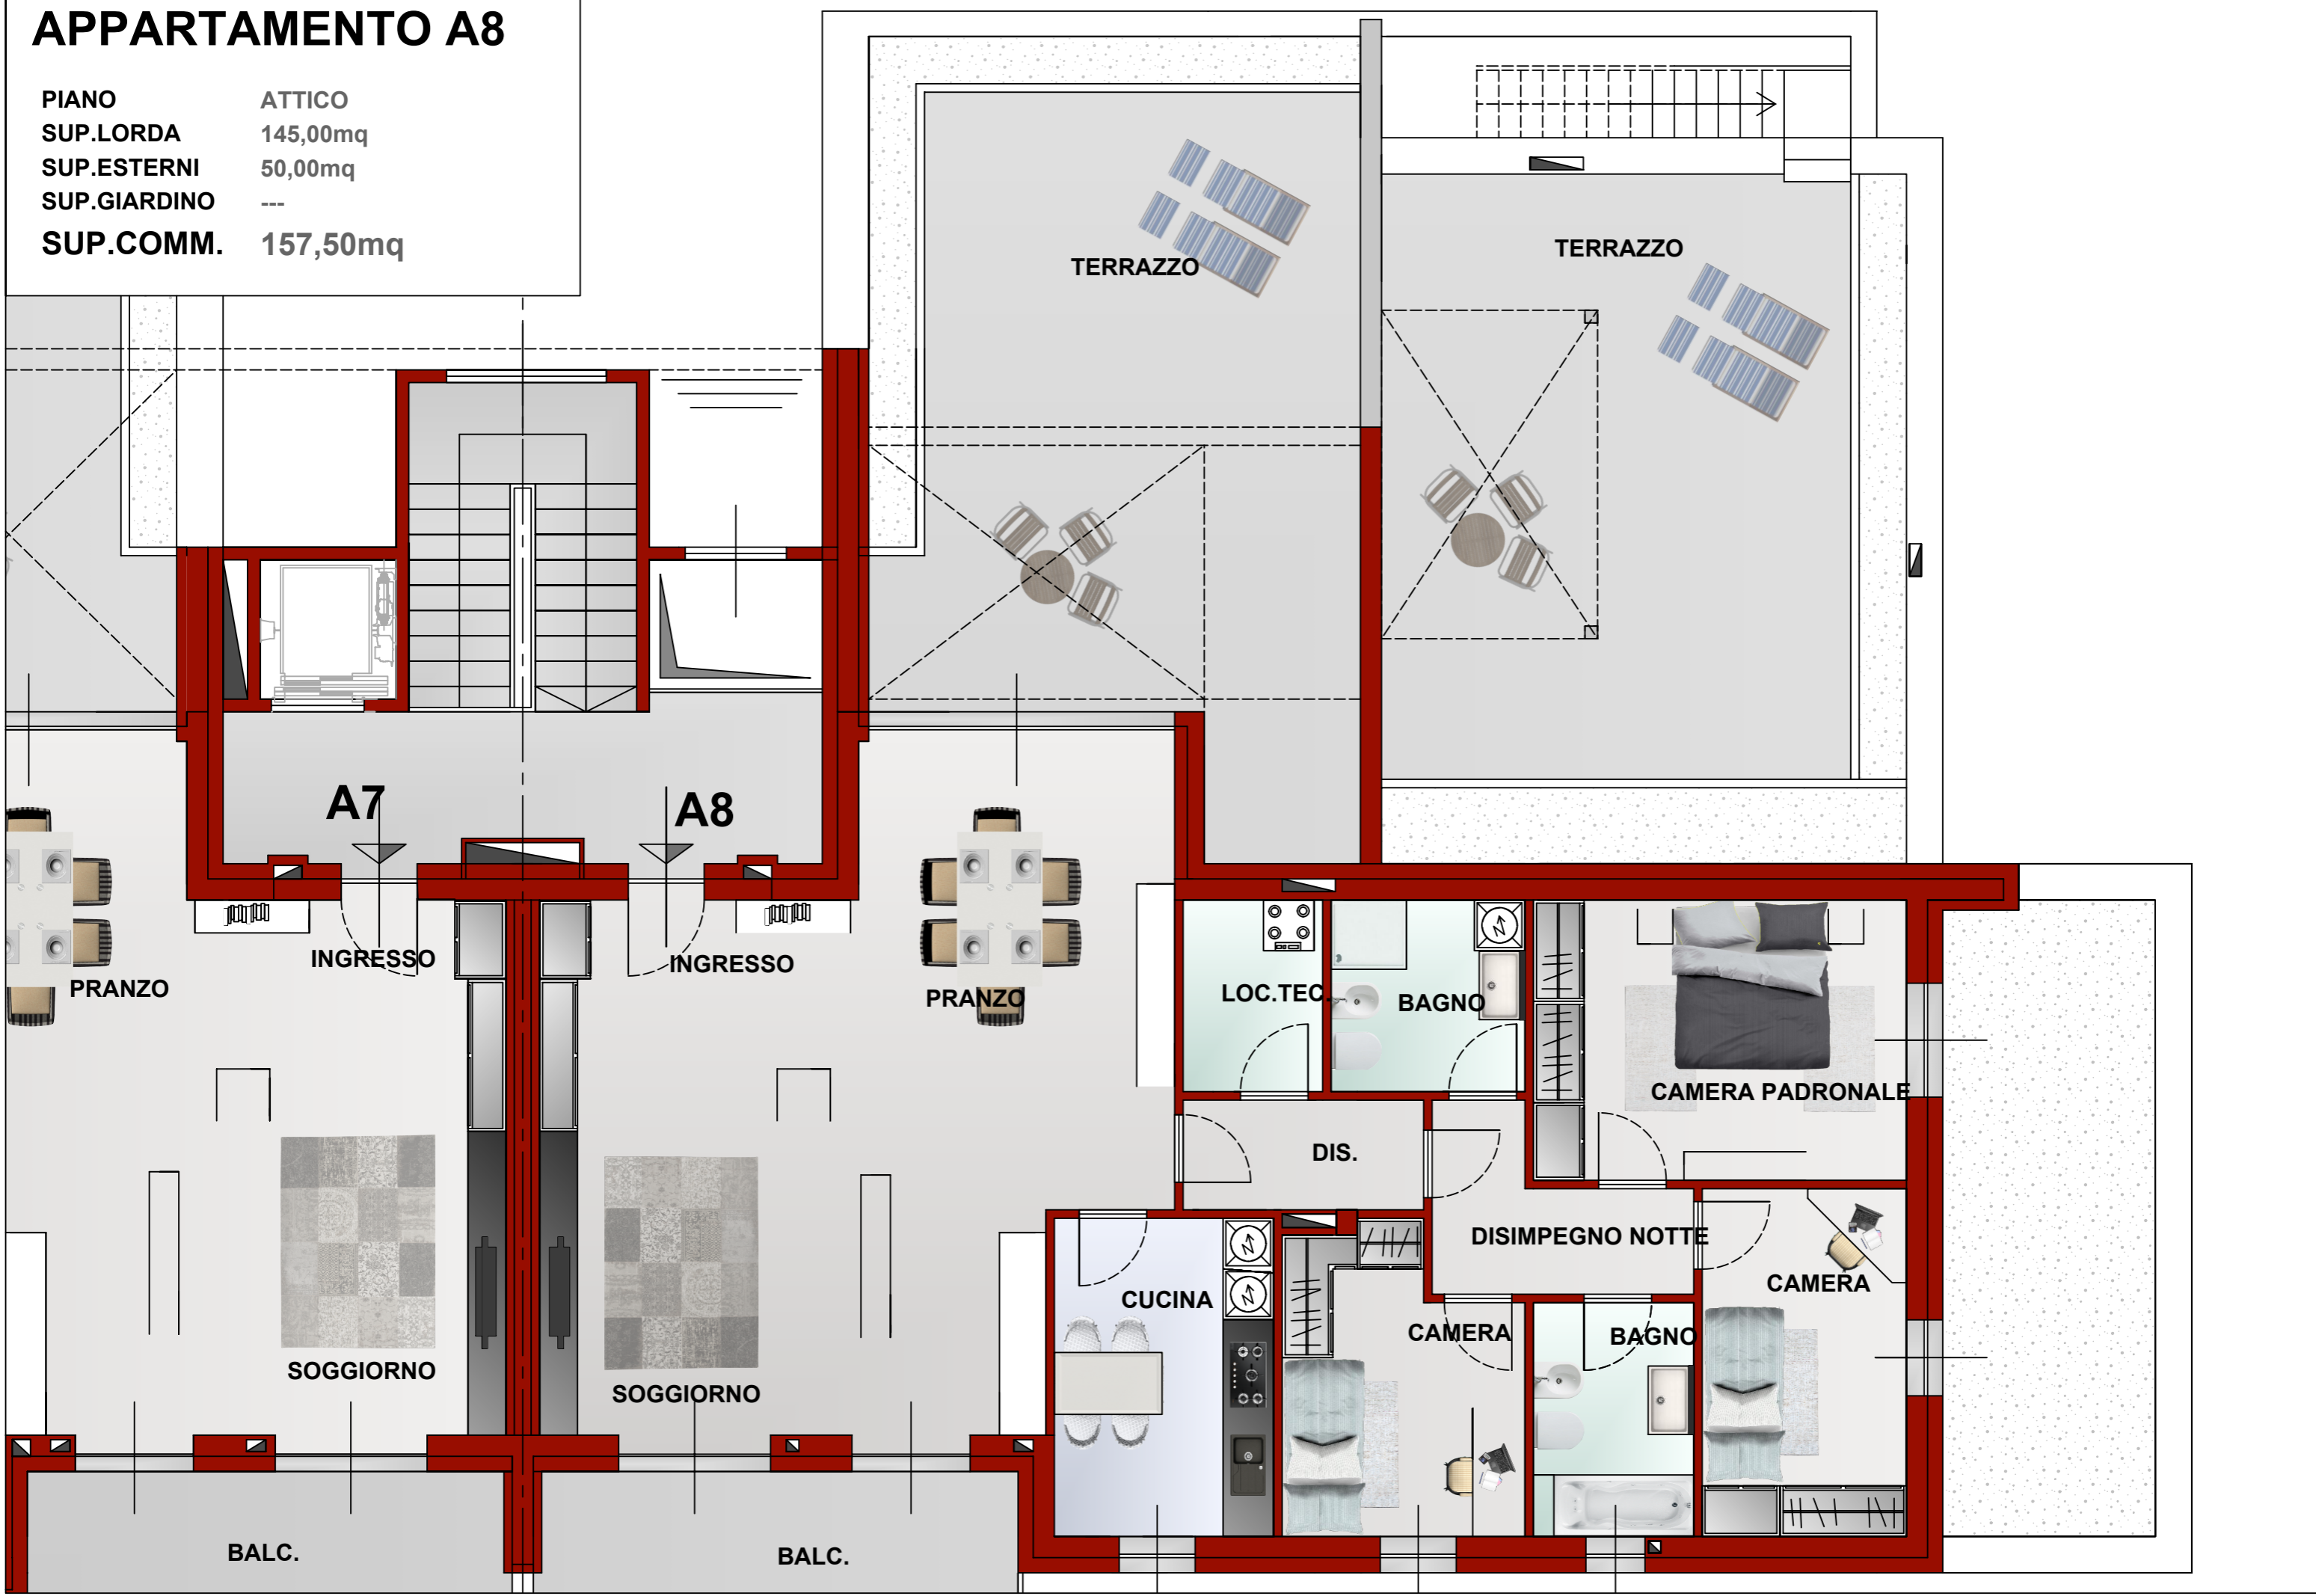 APPARTAMENTO A8
PIANO ATTICO
SUP.LORDA 145,00mq
SUP.ESTERNI 50,00mq
SUP.GIARDINO ---
SUP.COMM. 157,50mq
TERRAZZO
TERRAZZO
A7
A8
INGRESSO
INGRESSO
PRANZO
PRANZO
LOC.TEC.
BAGNO
CAMERA PADRONALE
DIS.
DISIMPEGNO NOTTE
CAMERA
CUCINA
CAMERA
BAGNO
SOGGIORNO
SOGGIORNO
BALC.
BALC.